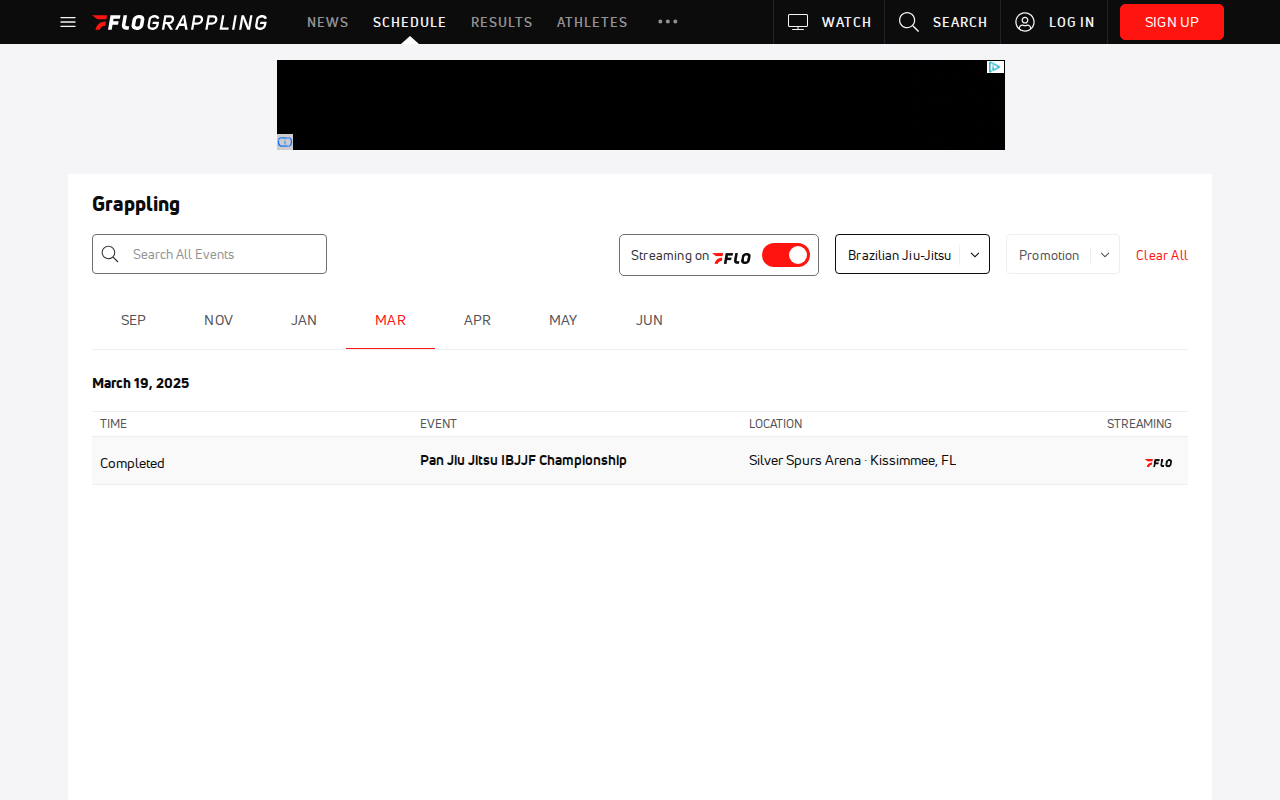 FLOGRAPPLING NEWS SCHEDULE RESULTS ATHLETES WATCH SEARCH LOG IN SIGN UP
Grappling
Search All Events Streaming on FLO Brazilian Jiu-Jitsu Promotion Clear All
SEP NOV JAN MAR APR MAY JUN
March 19, 2025
TIME EVENT LOCATION STREAMING
Completed Pan Jiu Jitsu IBJJF Championship Silver Spurs Arena · Kissimmee, FL FLO